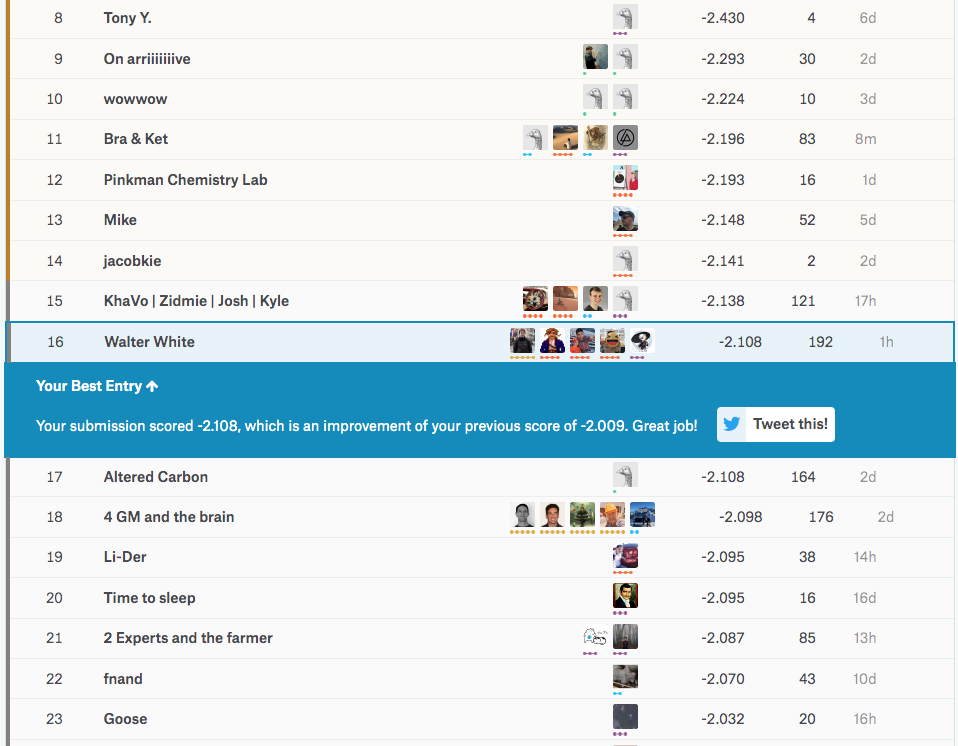 8 Tony Y. -2.430 4 6d
9 On arriiiiiiive -2.293 30 2d
10 wowwow -2.224 10 3d
11 Bra & Ket -2.196 83 8m
12 Pinkman Chemistry Lab -2.193 16 1d
13 Mike -2.148 52 5d
14 jacobkie -2.141 2 2d
15 KhaVo | Zidmie | Josh | Kyle -2.138 121 17h
16 Walter White -2.108 192 1h
Your Best Entry
Your submission scored -2.108, which is an improvement of your previous score of -2.009. Great job! Tweet this!
17 Altered Carbon -2.108 164 2d
18 4 GM and the brain -2.098 176 2d
19 Li-Der -2.095 38 14h
20 Time to sleep -2.095 16 16d
21 2 Experts and the farmer -2.087 85 13h
22 fnand -2.070 43 10d
23 Goose -2.032 20 16h